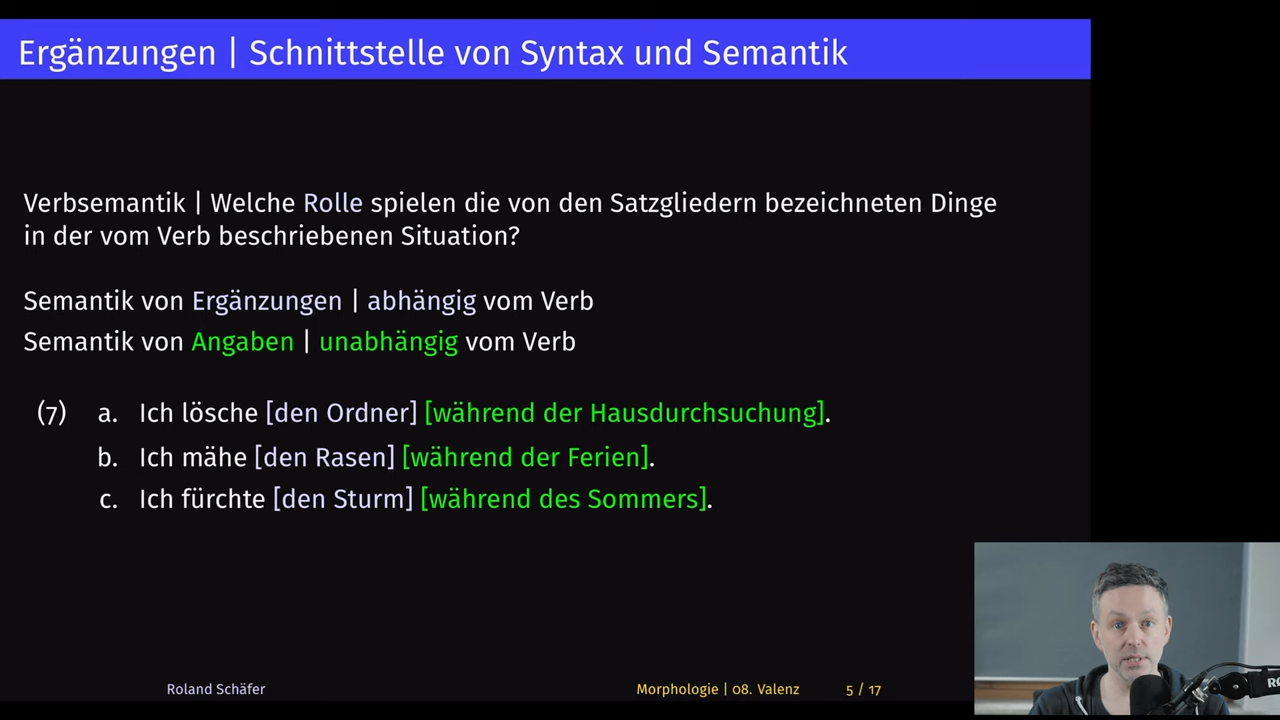 Ergänzungen | Schnittstelle von Syntax und Semantik
Verbsemantik | Welche Rolle spielen die von den Satzgliedern bezeichneten Dinge
in der vom Verb beschriebenen Situation?
Semantik von Ergänzungen | abhängig vom Verb
Semantik von Angaben | unabhängig vom Verb
(7) a. Ich lösche [den Ordner] [während der Hausdurchsuchung].
b. Ich mähe [den Rasen] [während der Ferien].
c. Ich fürchte [den Sturm] [während des Sommers].
Roland Schäfer Morphologie | 08. Valenz 5 / 17